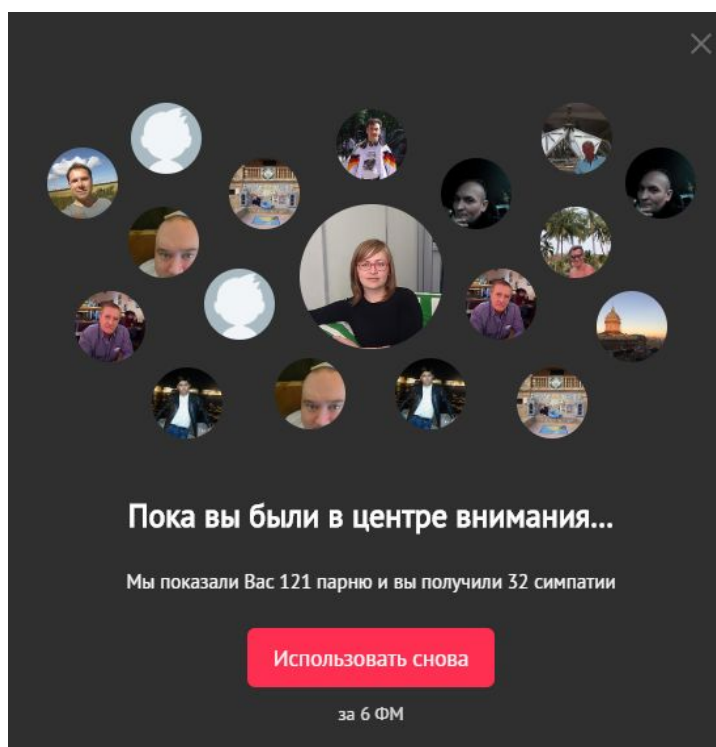 Пока вы были в центре внимания...
Мы показали Вас 121 парню и вы получили 32 симпатии
Использовать снова
за 6 ФМ